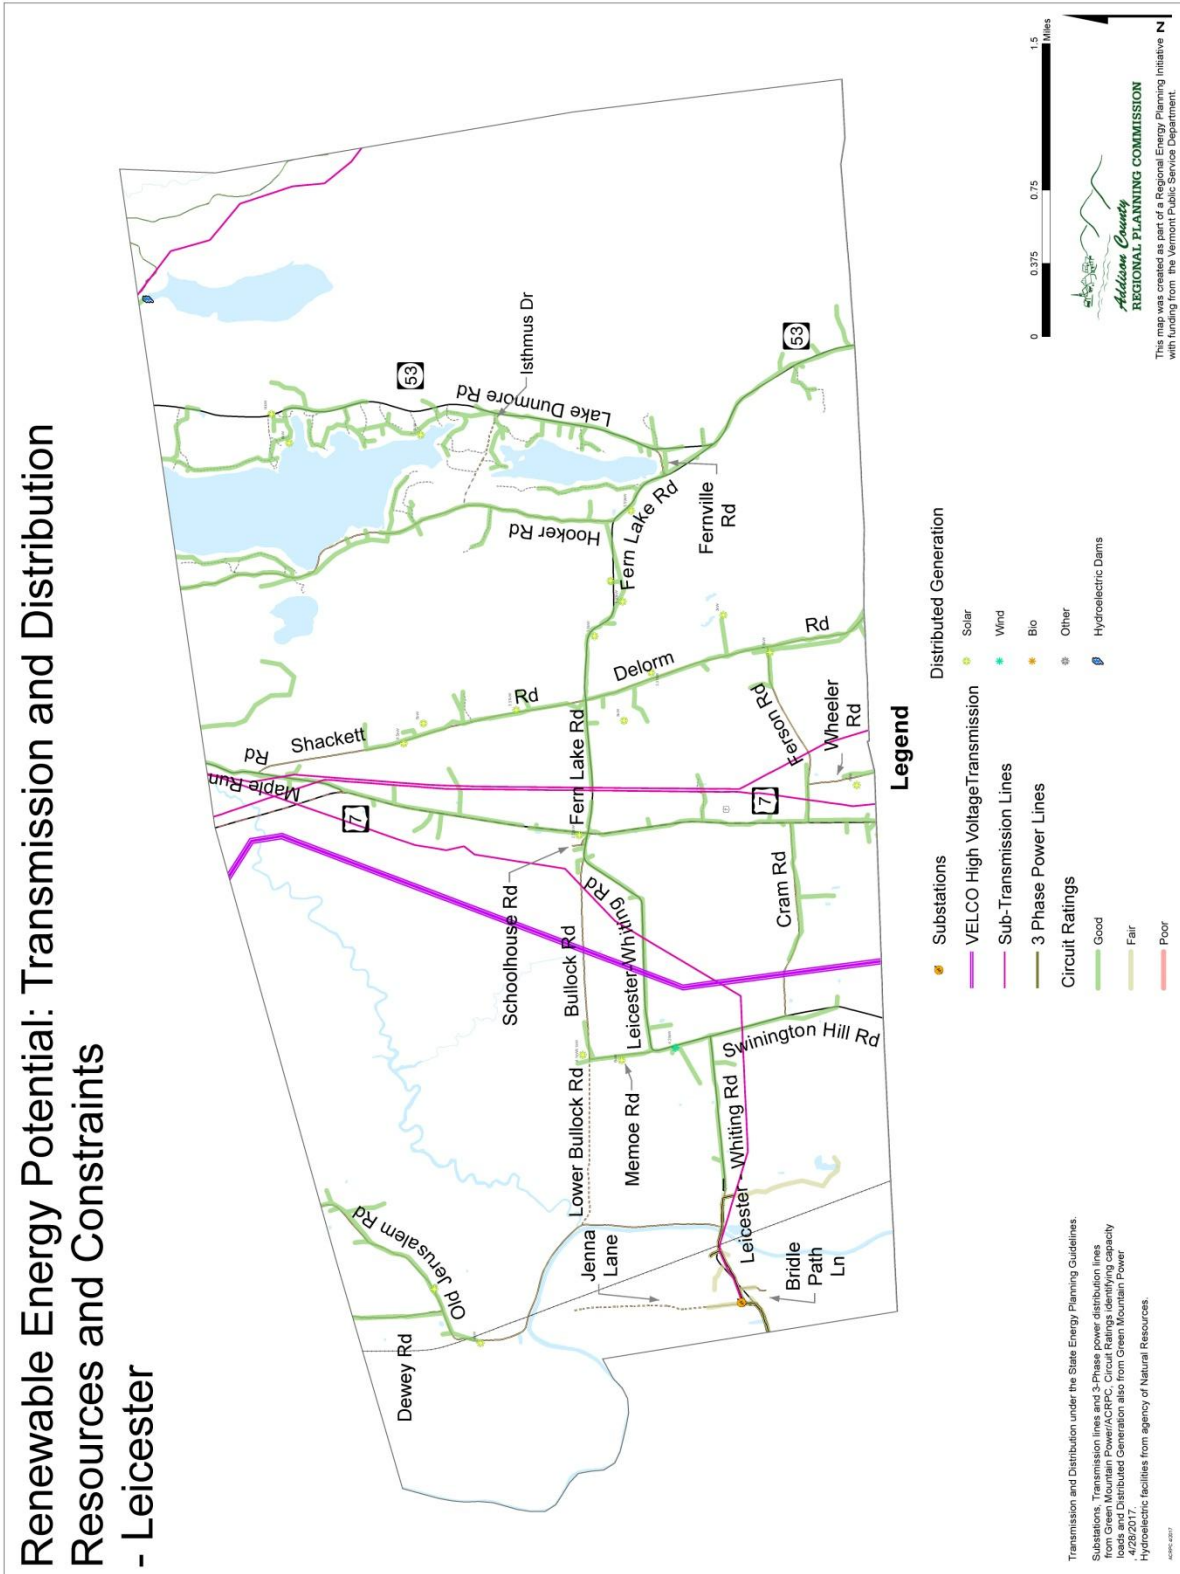 Renewable Energy Potential: Transmission and Distribution
Resources and Constraints
- Leicester
Dewey Rd
Old Jerusalem Rd
Lower Bullock Rd
Jenna
Lane
Memoe Rd
Bridle
Path
Ln
Leicester
Whiting Rd
Swinington Hill Rd
Bullock Rd
Leicester-Whiting Rd
Schoolhouse Rd
Cram Rd
7
7
Maple Run
Rd
Fern Lake Rd
Shackett
Rd
Delorm
Rd
Ferson Rd
Wheeler
Rd
Hooker Rd
Fern Lake Rd
Fernville
Rd
Lake Dunmore Rd
Isthmus Dr
53
53
Legend
Substations
VELCO High VoltageTransmission
Sub-Transmission Lines
3 Phase Power Lines
Circuit Ratings
Good
Fair
Poor
Distributed Generation
Solar
Wind
Bio
Other
Hydroelectric Dams
Transmission and Distribution under the State Energy Planning Guidelines.
Substations, Transmission lines and 3-Phase power distribution lines
from Green Mountain Power/ACRPC, Circuit Ratings identifying capacity
loads and Distributed Generation also from Green Mountain Power
, 4/28/2017.
Hydroelectric facilities from agency of Natural Resources.
ACRPC 4/2017
0
0.375
0.75
1.5
Miles
N
Addison County
REGIONAL PLANNING COMMISSION
This map was created as part of a Regional Energy Planning Initiative
with funding from the Vermont Public Service Department.